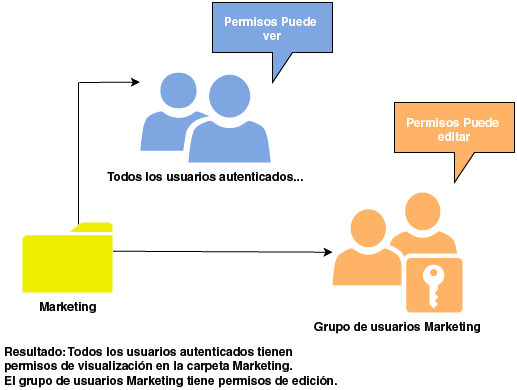 Permisos Puede
ver
Permisos Puede
editar
Todos los usuarios autenticados...
Marketing
Grupo de usuarios Marketing
Resultado: Todos los usuarios autenticados tienen
permisos de visualización en la carpeta Marketing.
El grupo de usuarios Marketing tiene permisos de edición.